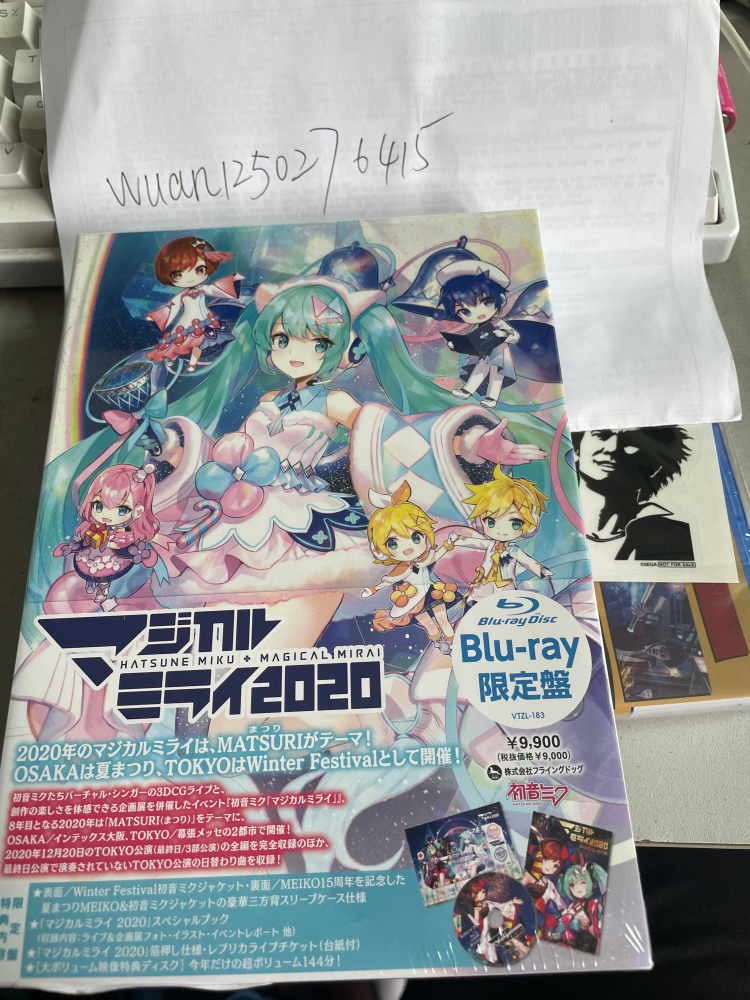 wuan1250276415
マジカル
HATSUNE MIKU + MAGICAL MIRAI
ミライ2020
Blu-ray Disc
Blu-ray
限定盤
VTZL-183
¥9,900
(税抜価格¥9,000)
株式会社フライングドッグ
初音ミク
HATSUNE MIKU
まつり
2020年のマジカルミライは、MATSURIがテーマ!
OSAKAは夏まつり、TOKYOはWinter Festivalとして開催!
初音ミクたちバーチャル・シンガーの3DCGライブと、
創作の楽しさを体感できる企画展を併催したイベント『初音ミク「マジカルミライ」』。
8年目となる2020年は「MATSURI(まつり)」をテーマに、
OSAKA/インテックス大阪、TOKYO/幕張メッセの2都市で開催!
2020年12月20日のTOKYO公演(最終日/3部公演)の全編を完全収録のほか、
最終日公演で演奏されていないTOKYO公演の日替わり曲を収録!
限定盤
特典内容
★表面/Winter Festival初音ミクジャケット・裏面/MEIKO15周年を記念した
夏まつりMEIKO&初音ミクジャケットの豪華三方背スリーブケース仕様
★「マジカルミライ 2020」スペシャルブック
(収録内容:ライブ&企画展フォト・イラスト・イベントレポート 他)
★「マジカルミライ 2020」箔押し仕様・レプリカライブチケット(台紙付)
★[大ボリューム映像特典ディスク] 今年だけの超ボリューム144分!
マジカル
ミライ2020
©SEGA NOT FOR SALE